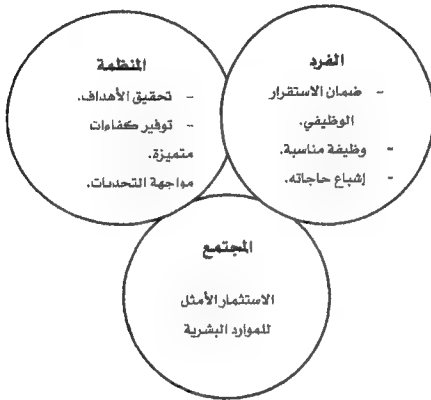 الفرد
- ضمان الاستقرار
الوظيفي.
- وظيفة مناسبة.
- إشباع حاجاته.
المنظمة
- تحقيق الأهداف.
- توفير كفاءات
متميزة.
مواجهة التحديات.
المجتمع
الاستثمار الأمثل
للموارد البشرية